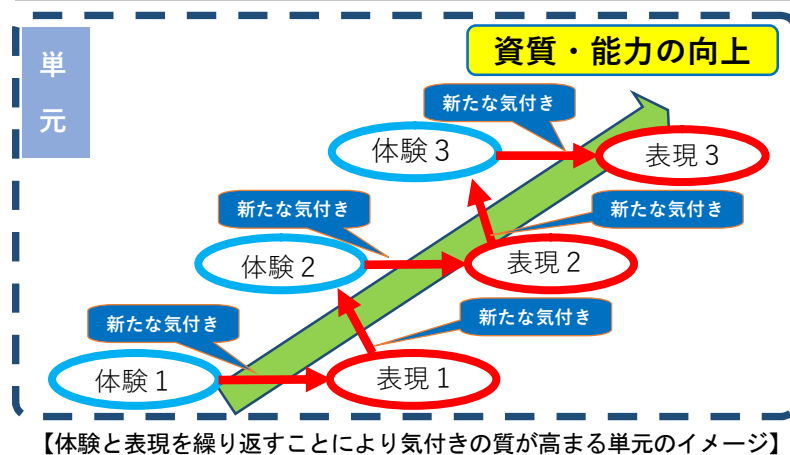 単
元
資質・能力の向上
新たな気付き
体験３
表現３
新たな気付き
新たな気付き
体験２
表現２
新たな気付き
新たな気付き
体験１
表現１
【体験と表現を繰り返すことにより気付きの質が高まる単元のイメージ】